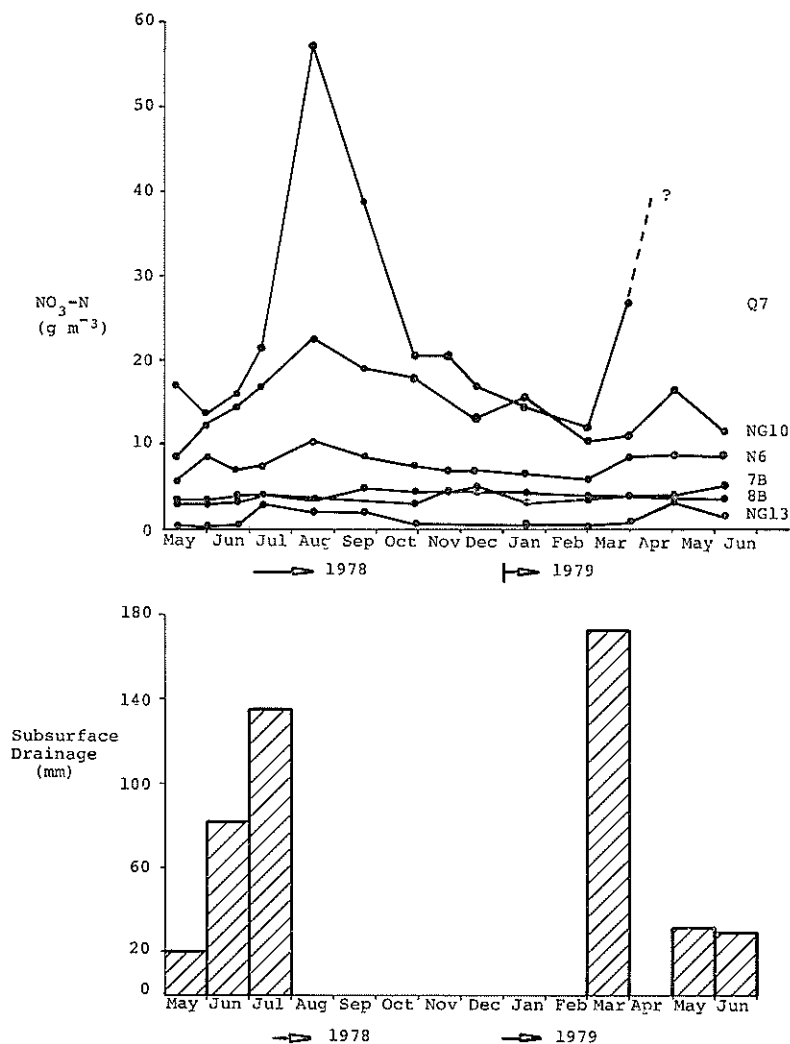 60
50
40
?
30
NO3-N
(g m-3)
Q7
20
10
NG10
N6
7B
8B
NG13
0
May Jun Jul Aug Sep Oct Nov Dec Jan Feb Mar Apr May Jun
1978 1979
180
140
Subsurface
Drainage
(mm)
100
60
20
0
May Jun Jul Aug Sep Oct Nov Dec Jan Feb Mar Apr May Jun
1978 1979